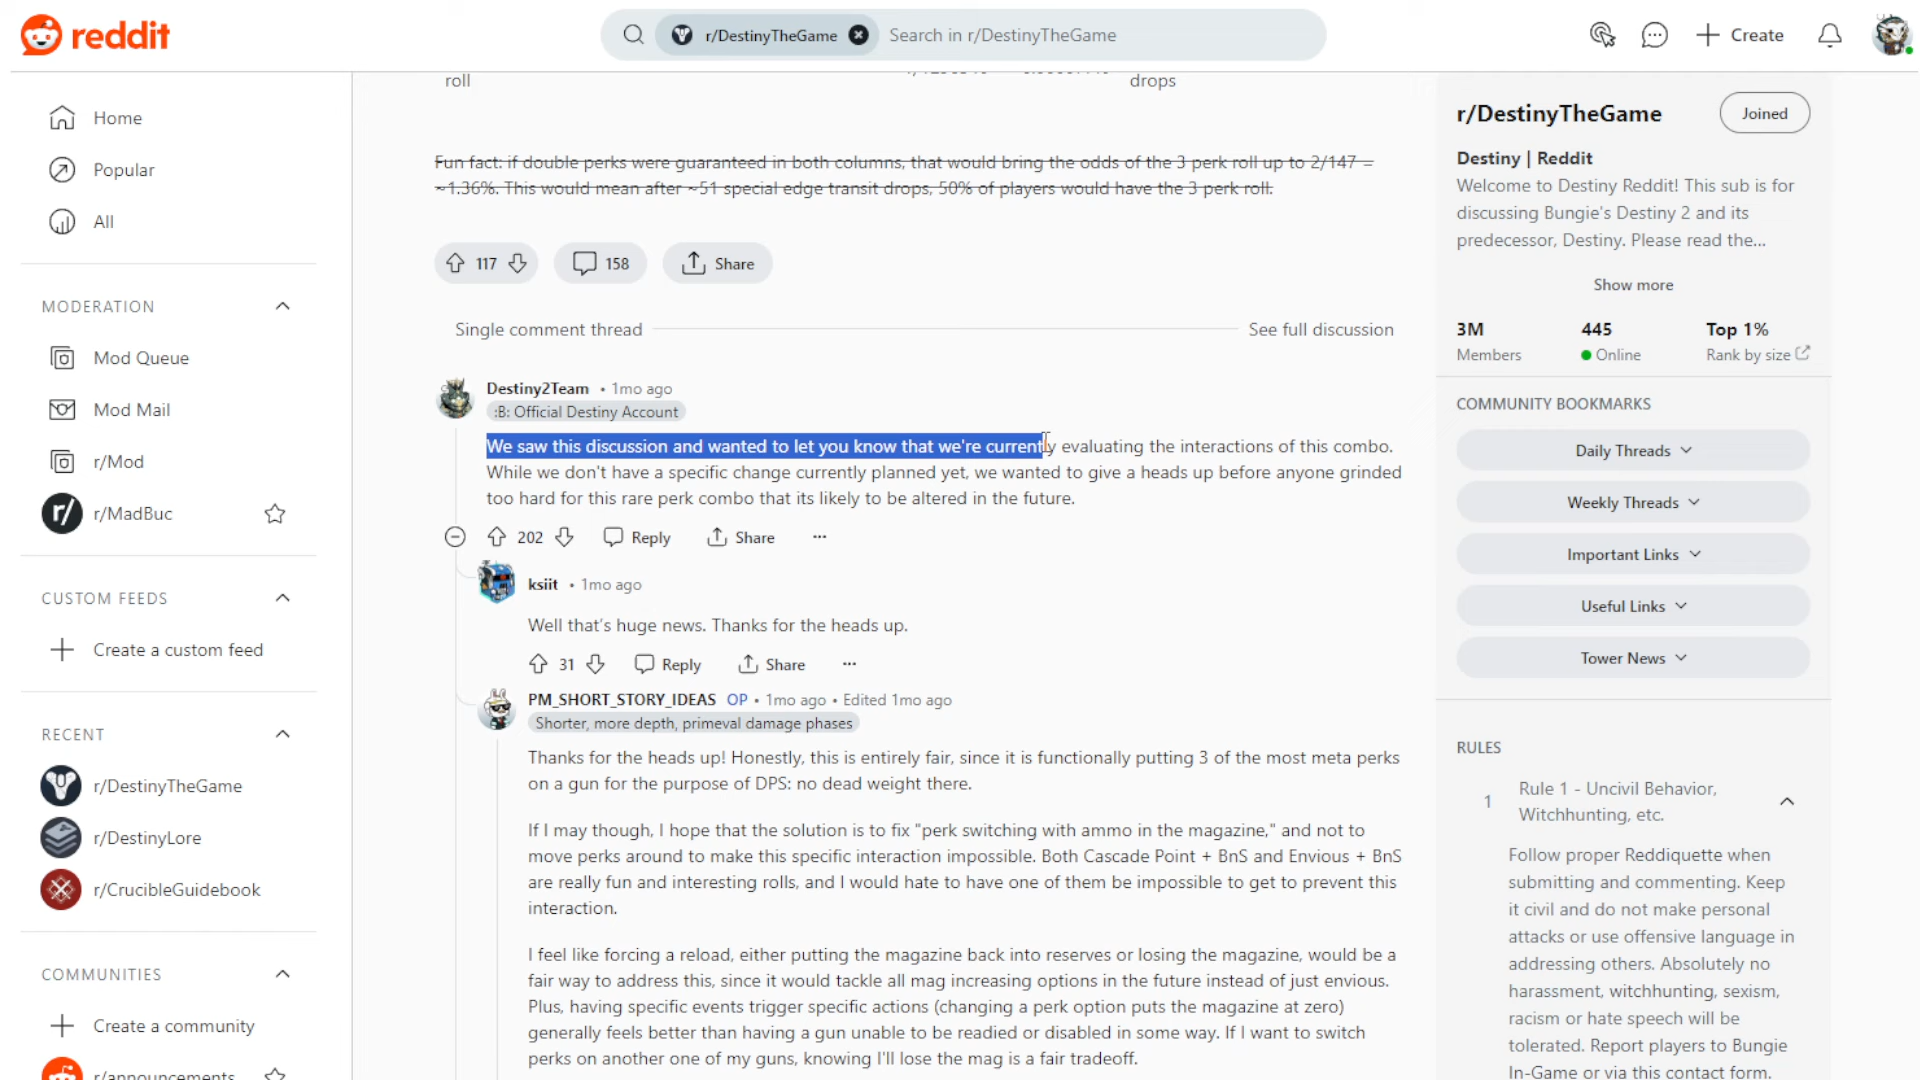 reddit
r/DestinyTheGame
Search in r/DestinyTheGame
Create
Home
Popular
All
MODERATION
Mod Queue
Mod Mail
r/Mod
r/MadBuc
CUSTOM FEEDS
Create a custom feed
RECENT
r/DestinyTheGame
r/DestinyLore
r/CrucibleGuidebook
COMMUNITIES
Create a community
r/announcements
roll
drops
Fun fact: if double perks were guaranteed in both columns, that would bring the odds of the 3 perk roll up to 2/147 =
~1.36%. This would mean after ~51 special edge transit drops, 50% of players would have the 3 perk roll.
117
158
Share
Single comment thread
See full discussion
Destiny2Team • 1mo ago
:B: Official Destiny Account
We saw this discussion and wanted to let you know that we're currently evaluating the interactions of this combo.
While we don't have a specific change currently planned yet, we wanted to give a heads up before anyone grinded
too hard for this rare perk combo that its likely to be altered in the future.
202
Reply
Share
ksiit • 1mo ago
Well that's huge news. Thanks for the heads up.
31
Reply
Share
PM_SHORT_STORY_IDEAS OP • 1mo ago • Edited 1mo ago
Shorter, more depth, primeval damage phases
Thanks for the heads up! Honestly, this is entirely fair, since it is functionally putting 3 of the most meta perks
on a gun for the purpose of DPS: no dead weight there.
If I may though, I hope that the solution is to fix "perk switching with ammo in the magazine," and not to
move perks around to make this specific interaction impossible. Both Cascade Point + BnS and Envious + BnS
are really fun and interesting rolls, and I would hate to have one of them be impossible to get to prevent this
interaction.
I feel like forcing a reload, either putting the magazine back into reserves or losing the magazine, would be a
fair way to address this, since it would tackle all mag increasing options in the future instead of just envious.
Plus, having specific events trigger specific actions (changing a perk option puts the magazine at zero)
generally feels better than having a gun unable to be readied or disabled in some way. If I want to switch
perks on another one of my guns, knowing I'll lose the mag is a fair tradeoff.
r/DestinyTheGame
Joined
Destiny | Reddit
Welcome to Destiny Reddit! This sub is for
discussing Bungie's Destiny 2 and its
predecessor, Destiny. Please read the...
Show more
3M
445
Top 1%
Members
Online
Rank by size
COMMUNITY BOOKMARKS
Daily Threads
Weekly Threads
Important Links
Useful Links
Tower News
RULES
1
Rule 1 - Uncivil Behavior,
Witchhunting, etc.
Follow proper Reddiquette when
submitting and commenting. Keep
it civil and do not make personal
attacks or use offensive language in
addressing others. Absolutely no
harassment, witchhunting, sexism,
racism or hate speech will be
tolerated. Report players to Bungie
In-Game or via this contact form.